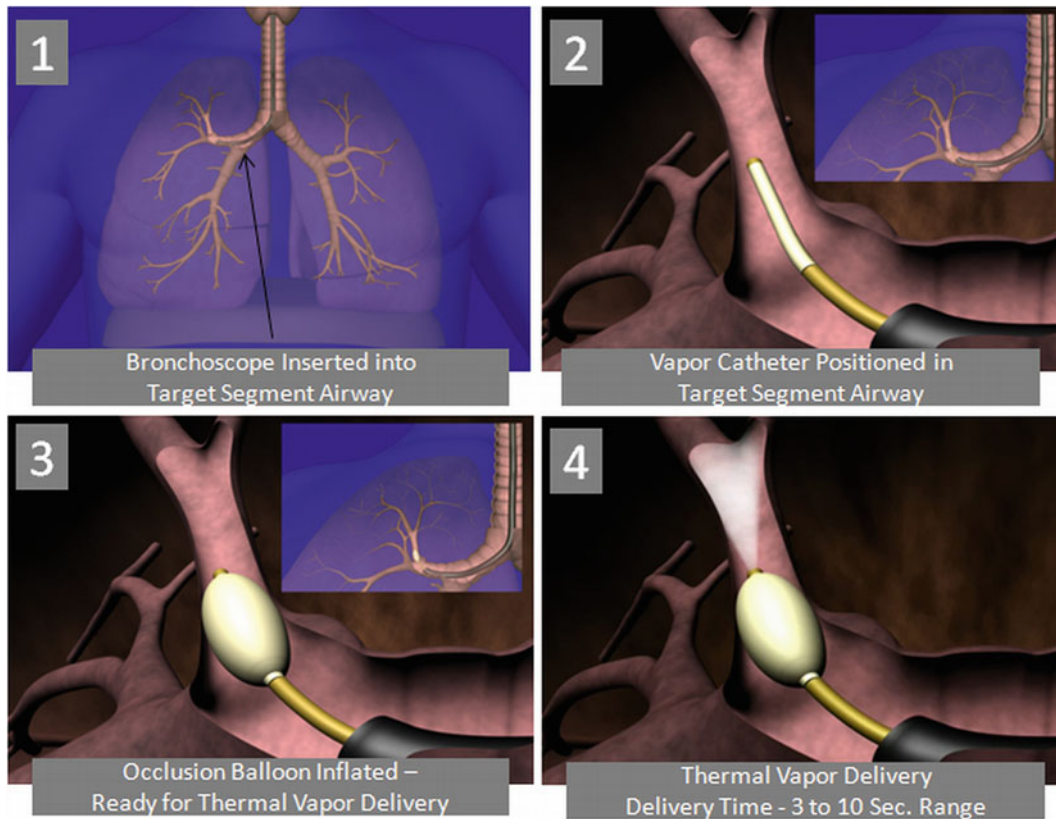 1
Bronchoscope Inserted into
Target Segment Airway
2
Vapor Catheter Positioned in
Target Segment Airway
3
Occlusion Balloon Inflated –
Ready for Thermal Vapor Delivery
4
Thermal Vapor Delivery
Delivery Time - 3 to 10 Sec. Range